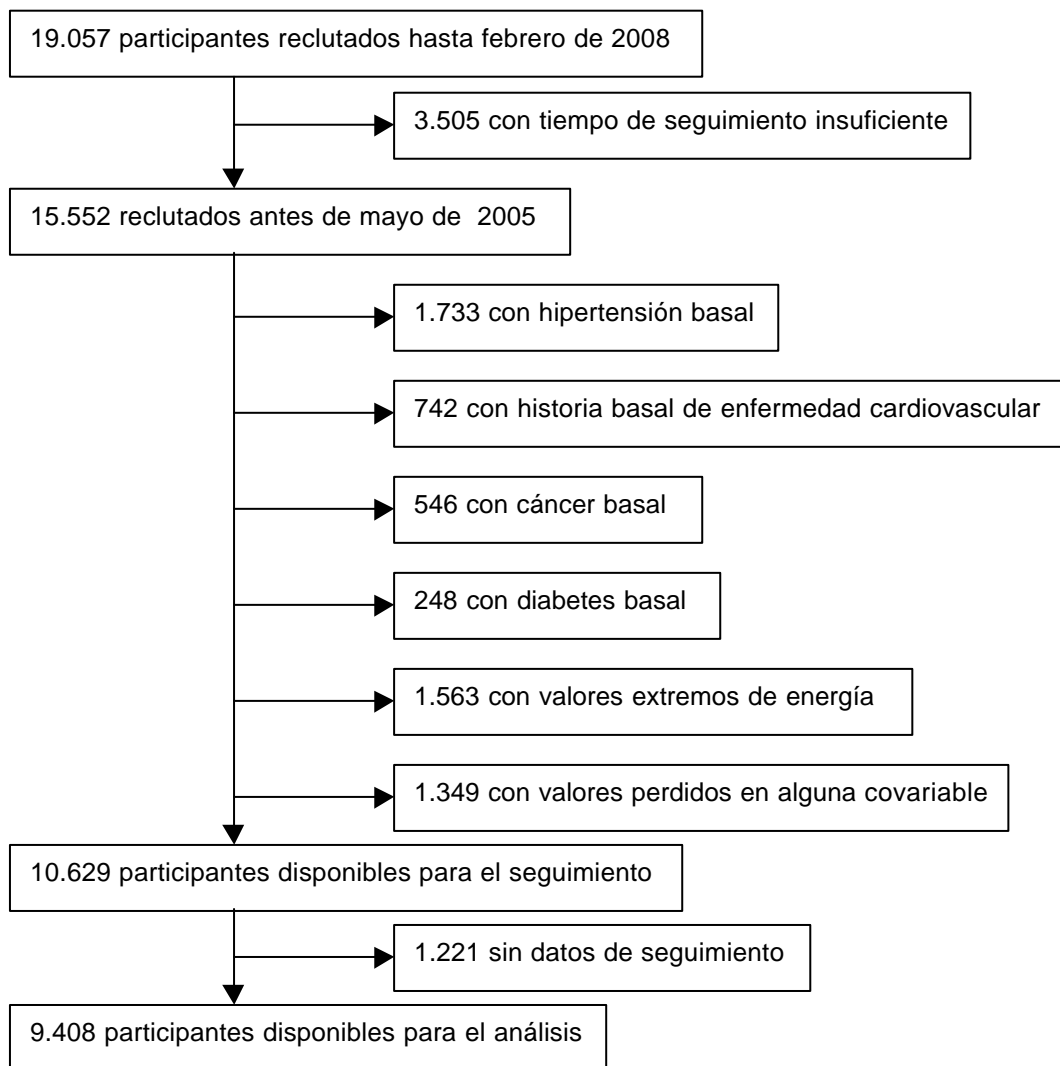 19.057 participantes reclutados hasta febrero de 2008
3.505 con tiempo de seguimiento insuficiente
15.552 reclutados antes de mayo de 2005
1.733 con hipertensión basal
742 con historia basal de enfermedad cardiovascular
546 con cáncer basal
248 con diabetes basal
1.563 con valores extremos de energía
1.349 con valores perdidos en alguna covariable
10.629 participantes disponibles para el seguimiento
1.221 sin datos de seguimiento
9.408 participantes disponibles para el análisis